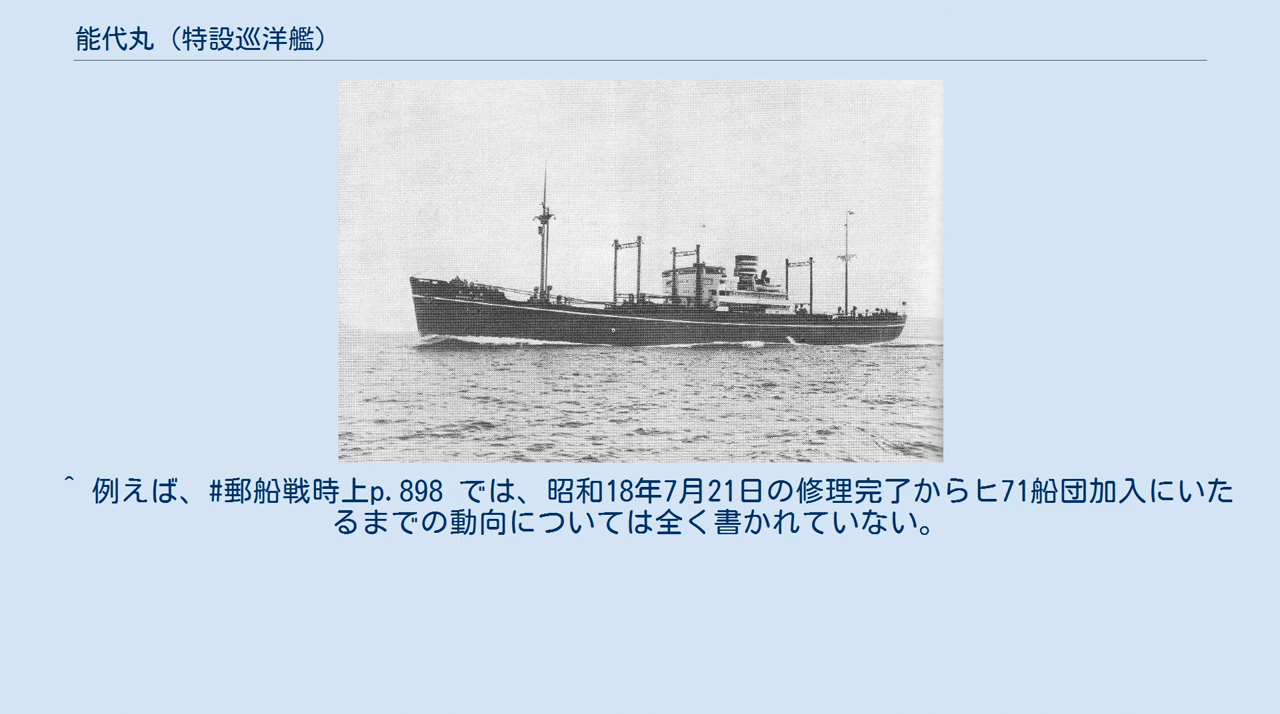 能代丸（特設巡洋艦）
^ 例えば、#郵船戦時上p.898 では、昭和18年7月21日の修理完了からヒ71船団加入にいた
るまでの動向については全く書かれていない。